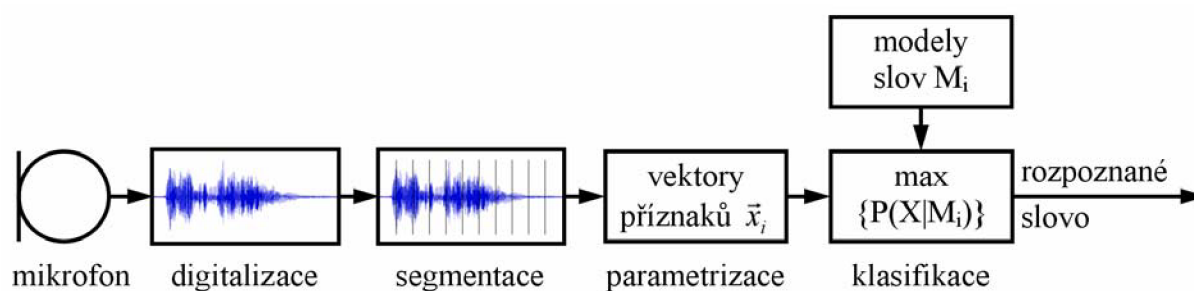 modely
slov Mᵢ
vektory
příznaků x⃗ᵢ
max
{P(X|Mᵢ)}
rozpoznané
slovo
mikrofon
digitalizace
segmentace
parametrizace
klasifikace